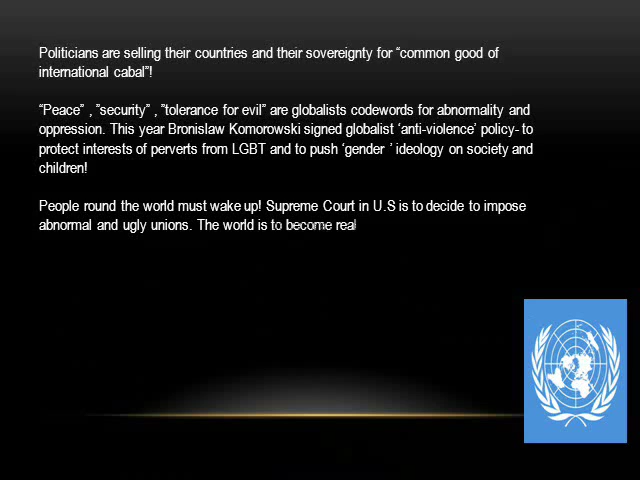 Politicians are selling their countries and their sovereignty for “common good of
international cabal”!
“Peace” , ”security” , ”tolerance for evil” are globalists codewords for abnormality and
oppression. This year Bronislaw Komorowski signed globalist ‘anti-violence’ policy- to
protect interests of perverts from LGBT and to push ‘gender ’ ideology on society and
children!
People round the world must wake up! Supreme Court in U.S is to decide to impose
abnormal and ugly unions. The world is to become real